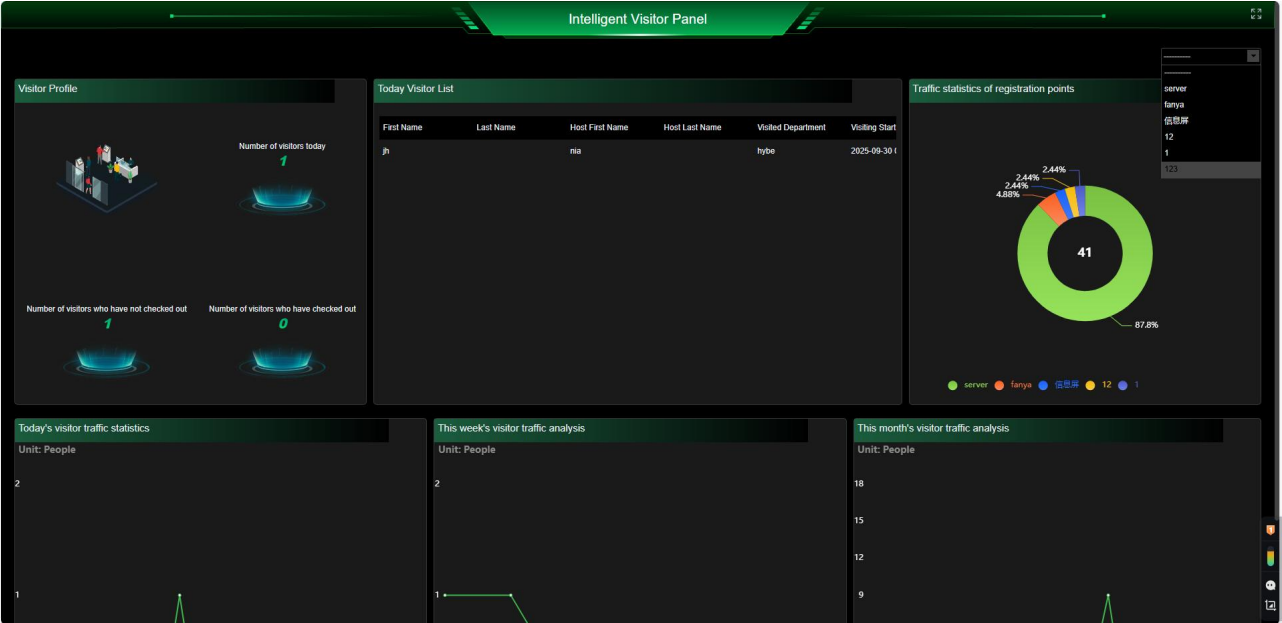 Intelligent Visitor Panel
---------
---------
server
fanya
信息屏
12
1
123
Visitor Profile
Number of visitors today
1
Number of visitors who have not checked out
1
Number of visitors who have checked out
0
Today Visitor List
First Name Last Name Host First Name Host Last Name Visited Department Visiting Start
jh nia hybe 2025-09-30 0
Traffic statistics of registration points
2.44%
2.44%
2.44%
4.88%
41
87.8%
server fanya 信息屏 12 1
Today's visitor traffic statistics
Unit: People
2
1
This week's visitor traffic analysis
Unit: People
2
1
This month's visitor traffic analysis
Unit: People
18
15
12
9